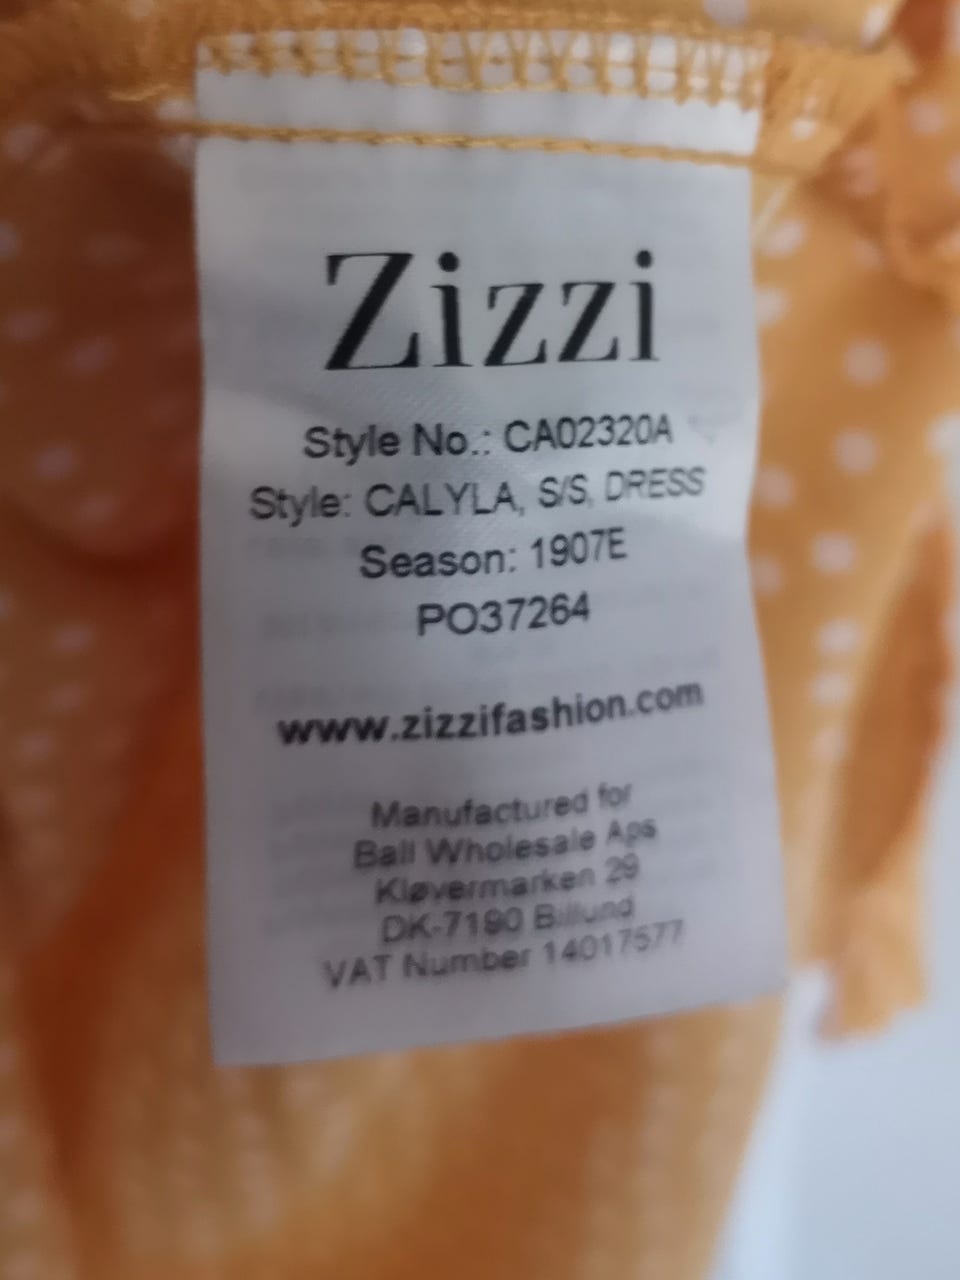 Zizzi
Style No.: CA02320A
Style: CALYLA, S/S, DRESS
Season: 1907E
PO37264
www.zizzifashion.com
Manufactured for
Ball Wholesale Aps
Kløvermarken 29
DK-7190 Billund
VAT Number 14017577